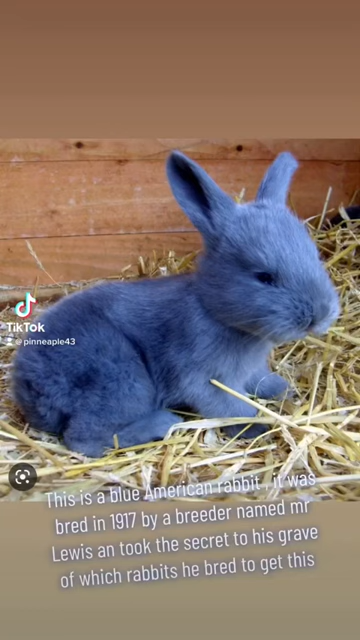 TikTok
@pinneaple43
This is a blue American rabbit , it was
bred in 1917 by a breeder named mr
Lewis an took the secret to his grave
of which rabbits he bred to get this